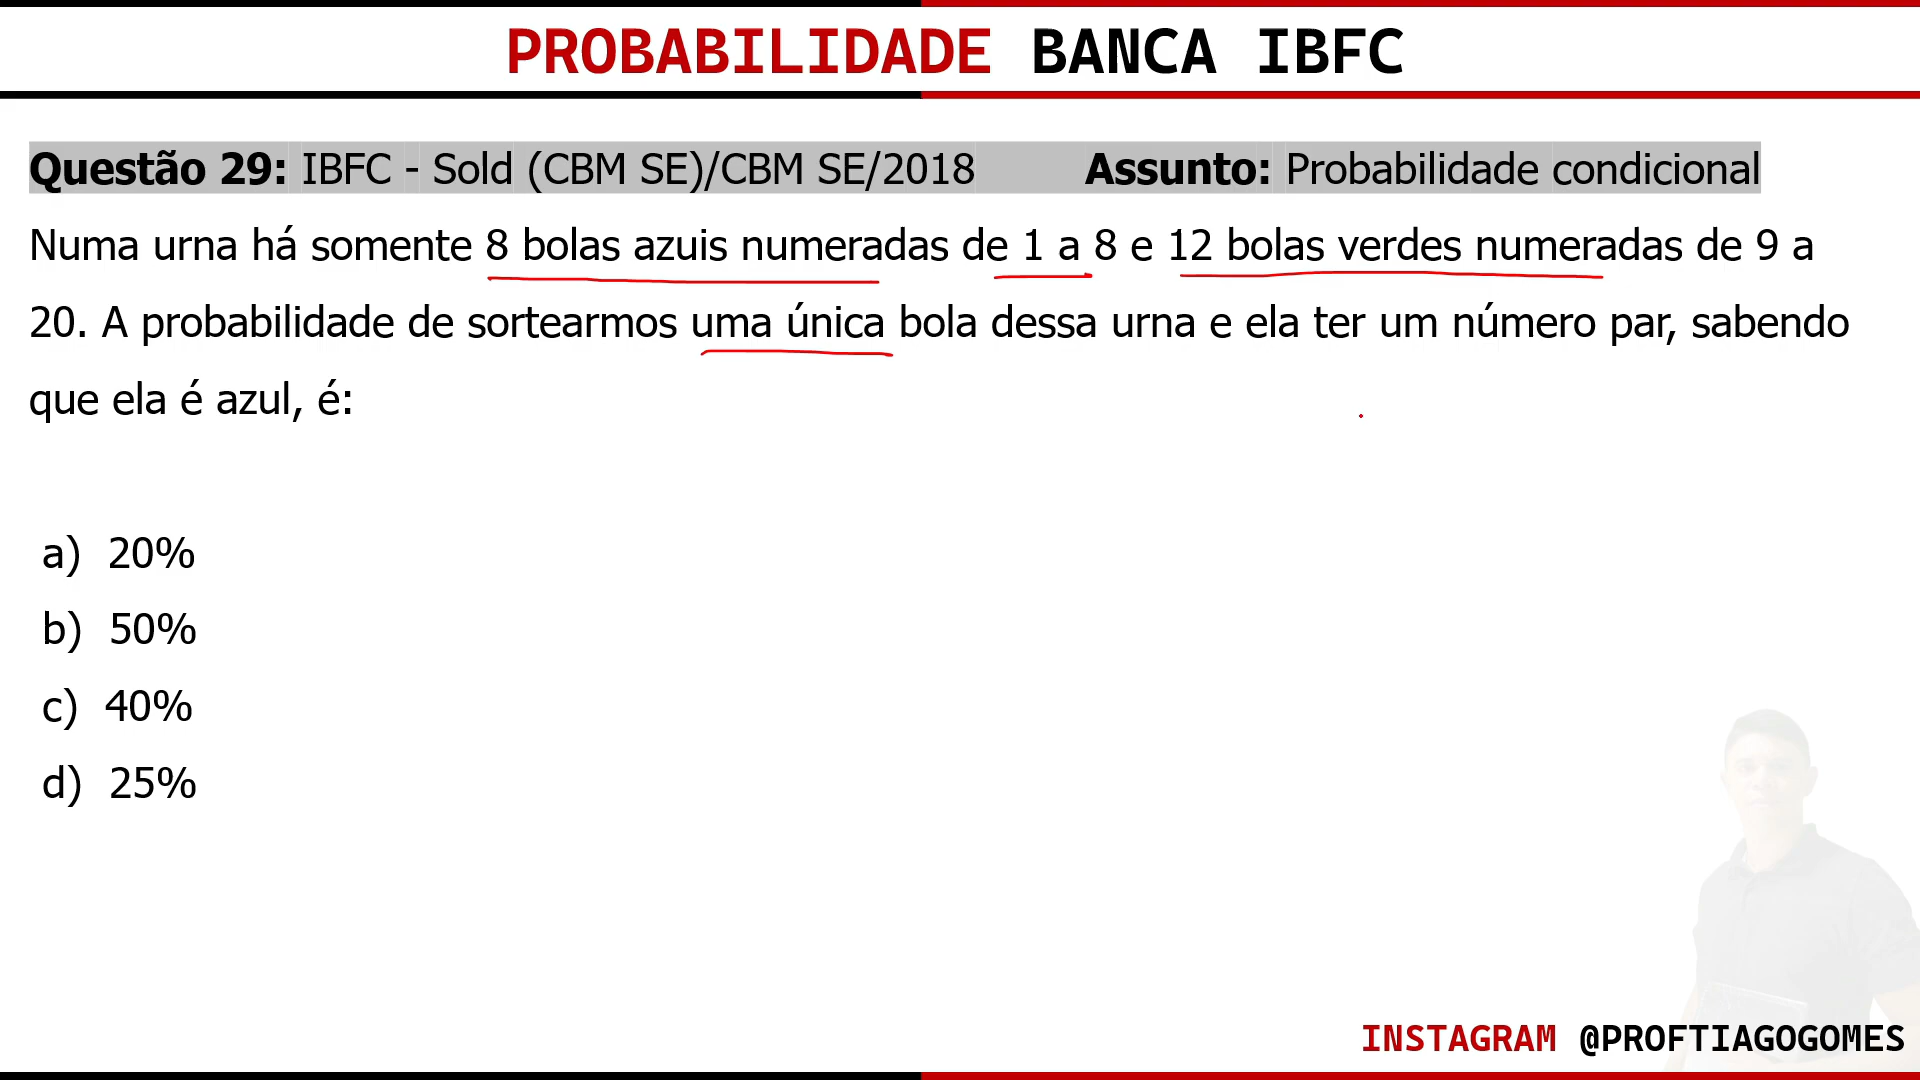 PROBABILIDADE BANCA IBFC
Questão 29: IBFC - Sold (CBM SE)/CBM SE/2018 Assunto: Probabilidade condicional
Numa urna há somente 8 bolas azuis numeradas de 1 a 8 e 12 bolas verdes numeradas de 9 a
20. A probabilidade de sortearmos uma única bola dessa urna e ela ter um número par, sabendo
que ela é azul, é:
a) 20%
b) 50%
c) 40%
d) 25%
INSTAGRAM @PROFTIAGOGOMES